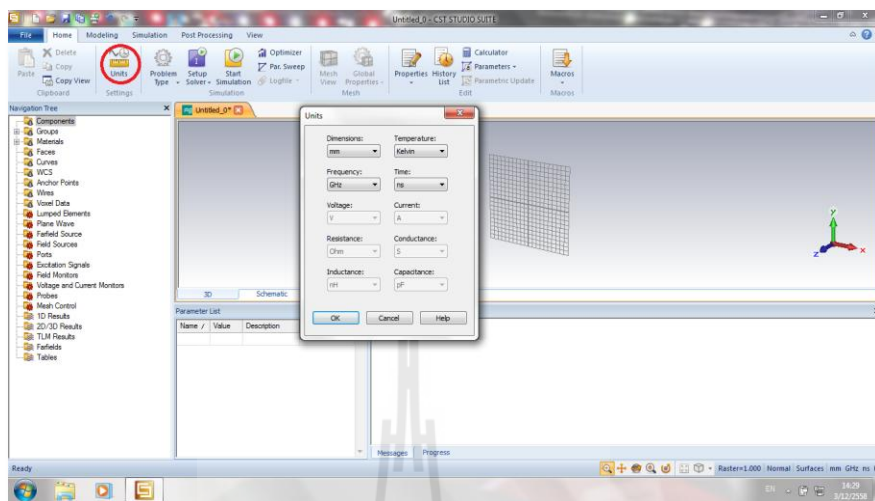 Untitled_0 - CST STUDIO SUITE
File Home Modeling Simulation Post Processing View
Paste
Delete
Copy
Copy View
Clipboard
Units
Settings
Problem Type
Setup Solver
Start Simulation
Optimizer
Par. Sweep
Logfile
Simulation
Mesh View
Global Properties
Mesh
Properties
History List
Calculator
Parameters
Parametric Update
Edit
Macros
Macros
Navigation Tree
Components
Groups
Materials
Faces
Curves
WCS
Anchor Points
Wires
Voxel Data
Lumped Elements
Plane Wave
Farfield Source
Field Sources
Ports
Excitation Signals
Field Monitors
Voltage and Current Monitors
Probes
Mesh Control
1D Results
2D/3D Results
TLM Results
Farfields
Tables
Untitled_0*
Units
Dimensions: Temperature:
mm Kelvin
Frequency: Time:
GHz ns
Voltage: Current:
V A
Resistance: Conductance:
Ohm S
Inductance: Capacitance:
nH pF
OK Cancel Help
y
z x
3D Schematic
Parameter List
Name / Value Description
Messages Progress
Ready
Raster=1.000 Normal Surfaces mm GHz ns
EN 14:29
3/12/2558